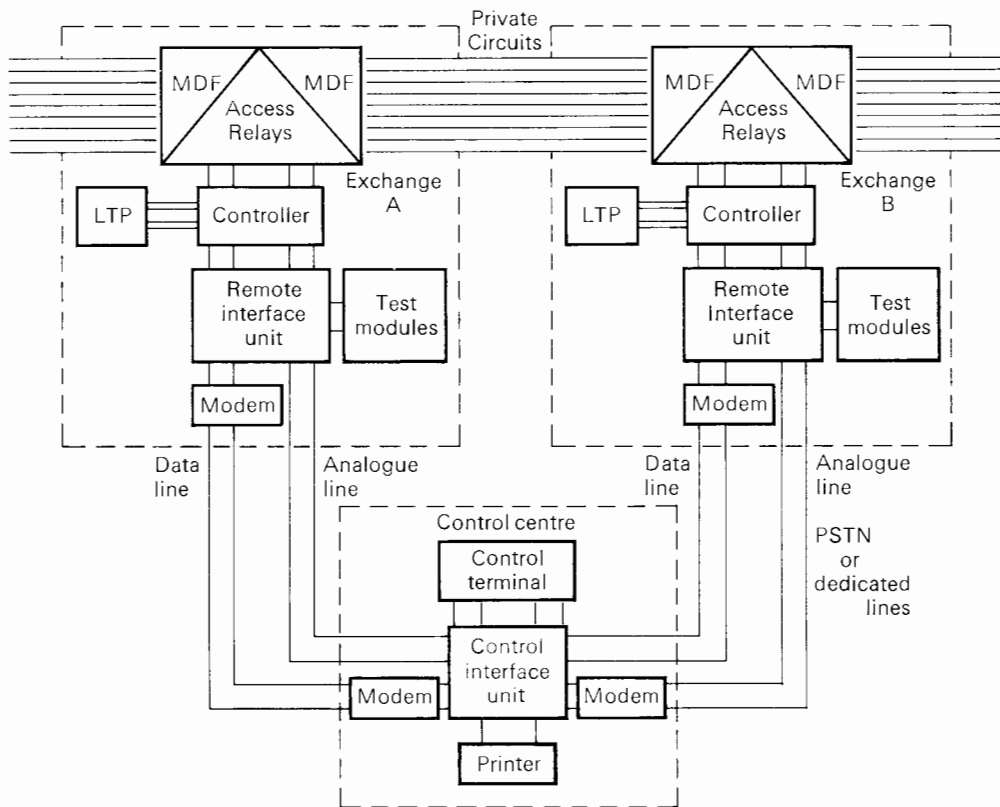 Private
Circuits
MDF
MDF
Access
Relays
MDF
MDF
Access
Relays
Exchange
A
Exchange
B
LTP
Controller
LTP
Controller
Remote
interface
unit
Test
modules
Remote
Interface
unit
Test
modules
Modem
Modem
Data
line
Analogue
line
Data
line
Analogue
line
PSTN
or
dedicated
lines
Control centre
Control
terminal
Control
interface
unit
Modem
Modem
Printer